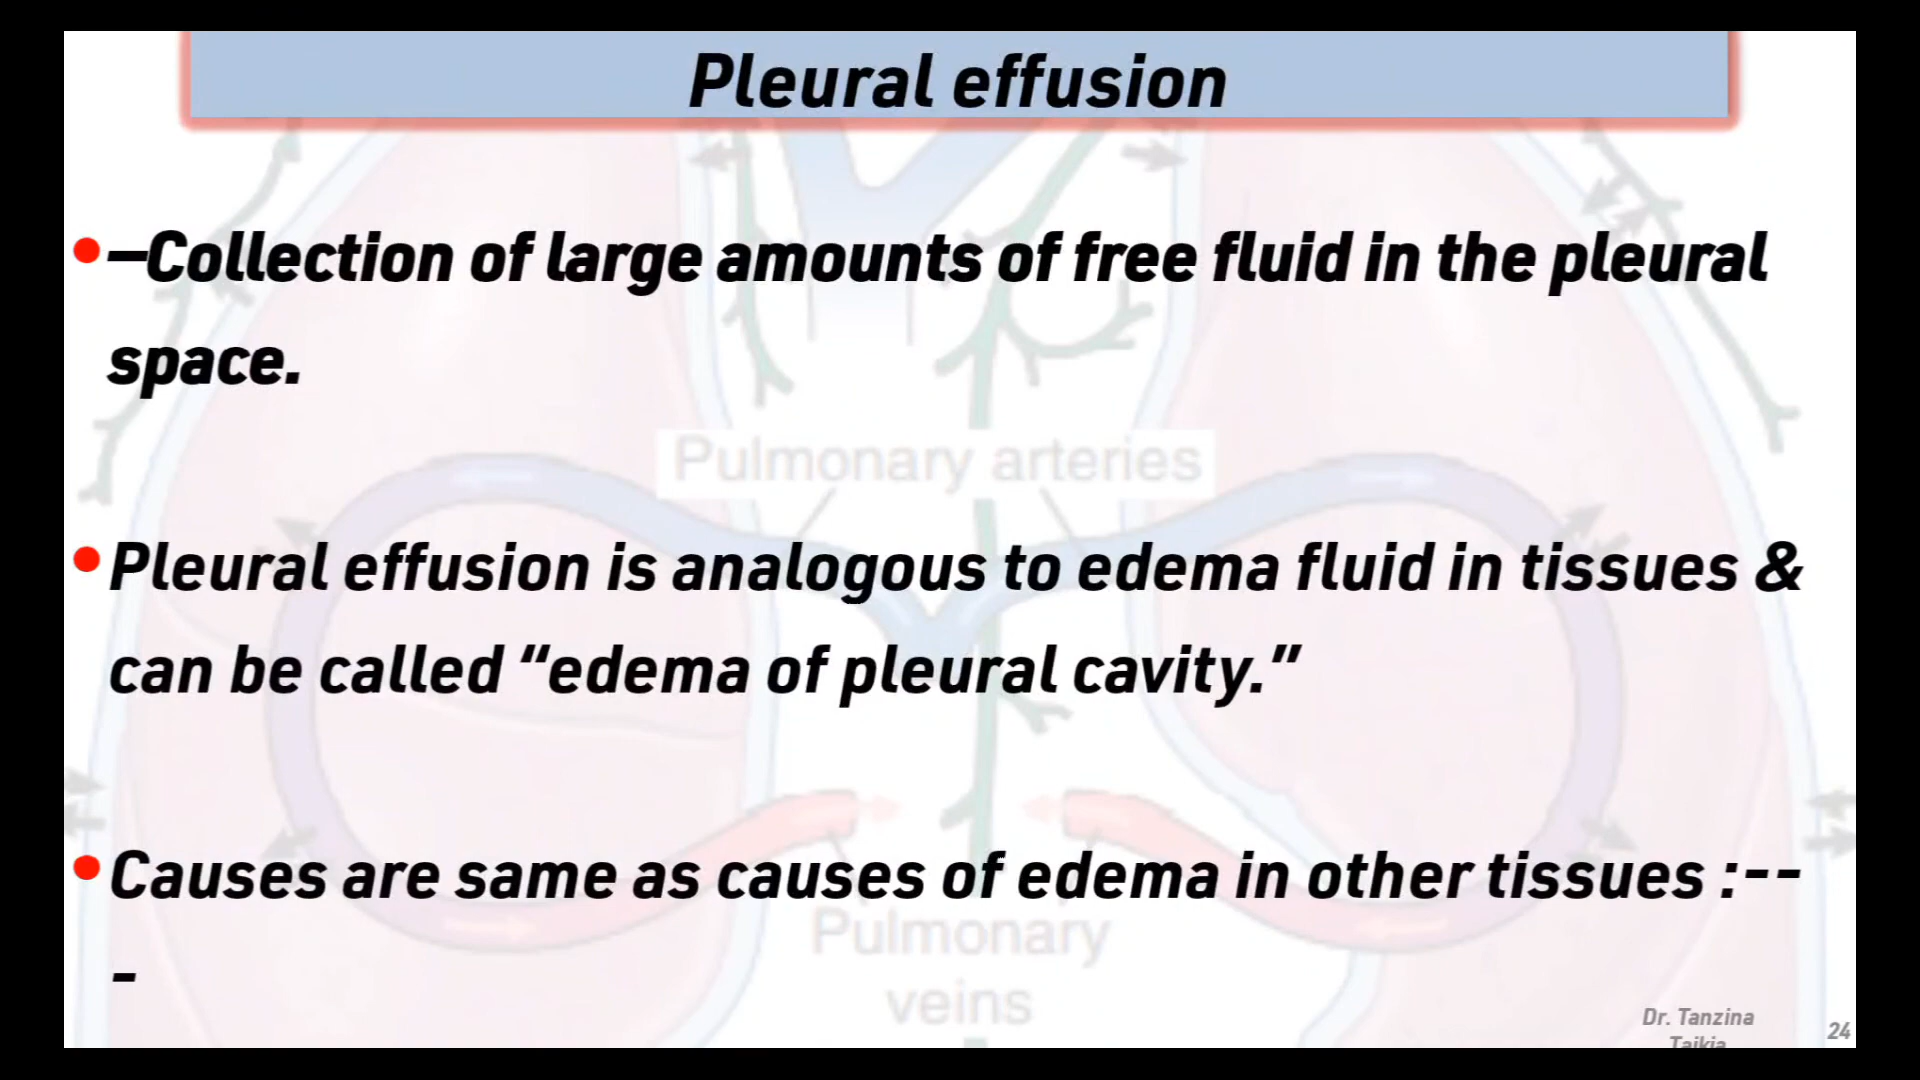 Pleural effusion
•–Collection of large amounts of free fluid in the pleural
space.
Pulmonary arteries
•Pleural effusion is analogous to edema fluid in tissues &
can be called “edema of pleural cavity.”
•Causes are same as causes of edema in other tissues :--
-
Pulmonary
veins
Dr. Tanzina
24